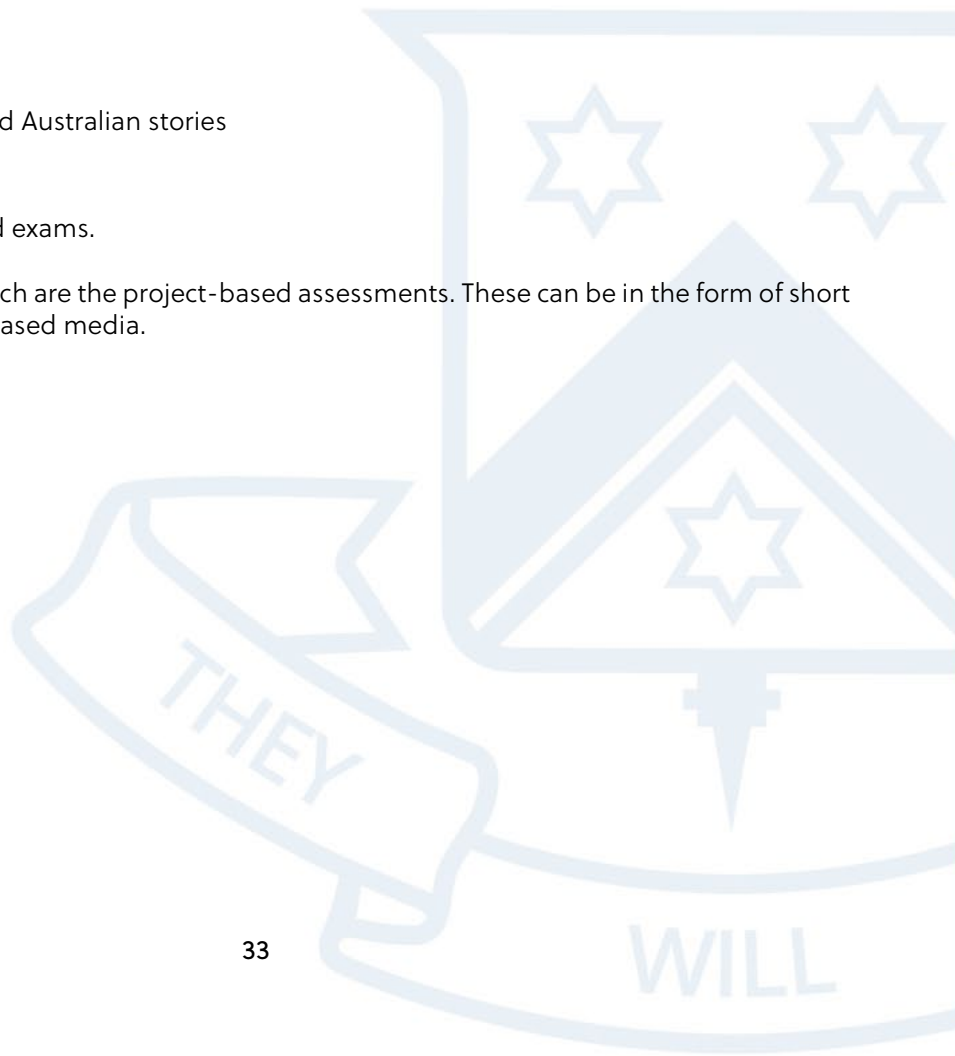 d Australian stories
d exams.
ch are the project-based assessments. These can be in the form of short
ased media.
THEY
33
WILL